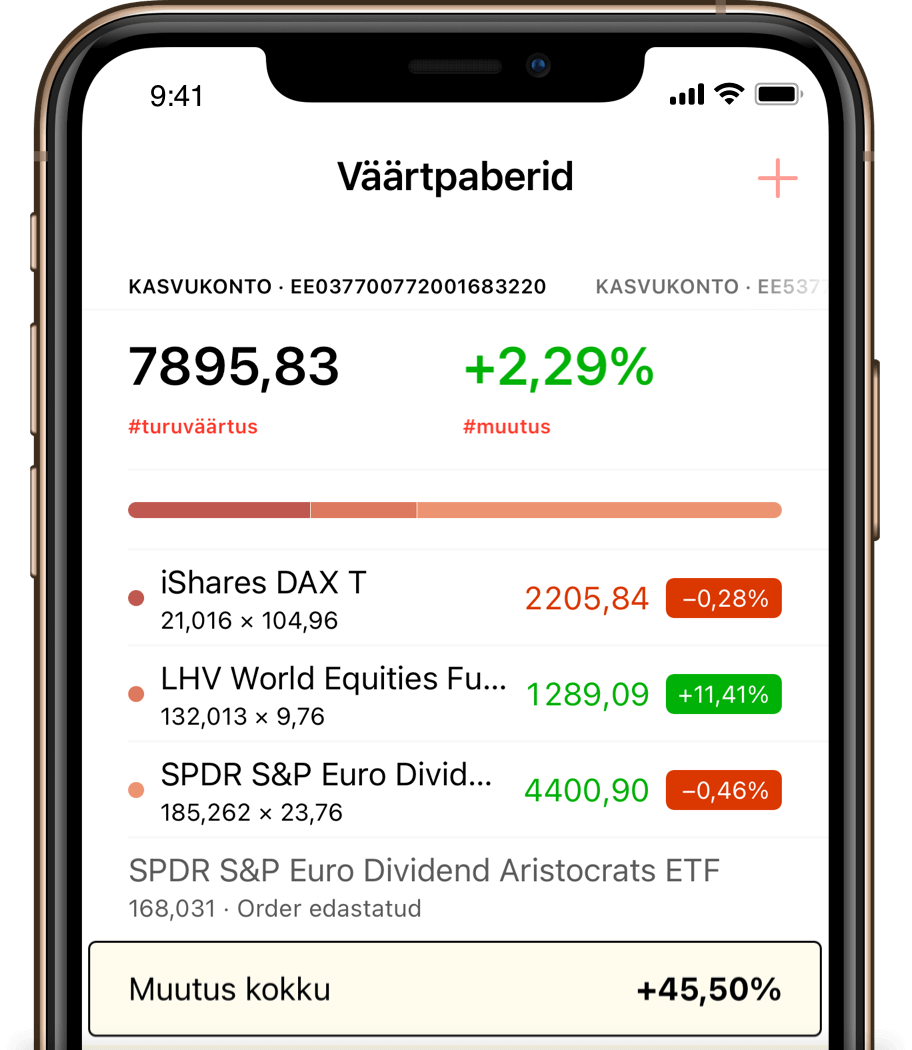 9:41
Väärtpaberid
KASVUKONTO · EE037700772001683220 KASVUKONTO · EE537
7895,83 +2,29%
#turuväärtus #muutus
iShares DAX T 2205,84 −0,28%
21,016 × 104,96
LHV World Equities Fu... 1289,09 +11,41%
132,013 × 9,76
SPDR S&P Euro Divid... 4400,90 −0,46%
185,262 × 23,76
SPDR S&P Euro Dividend Aristocrats ETF
168,031 · Order edastatud
Muutus kokku +45,50%